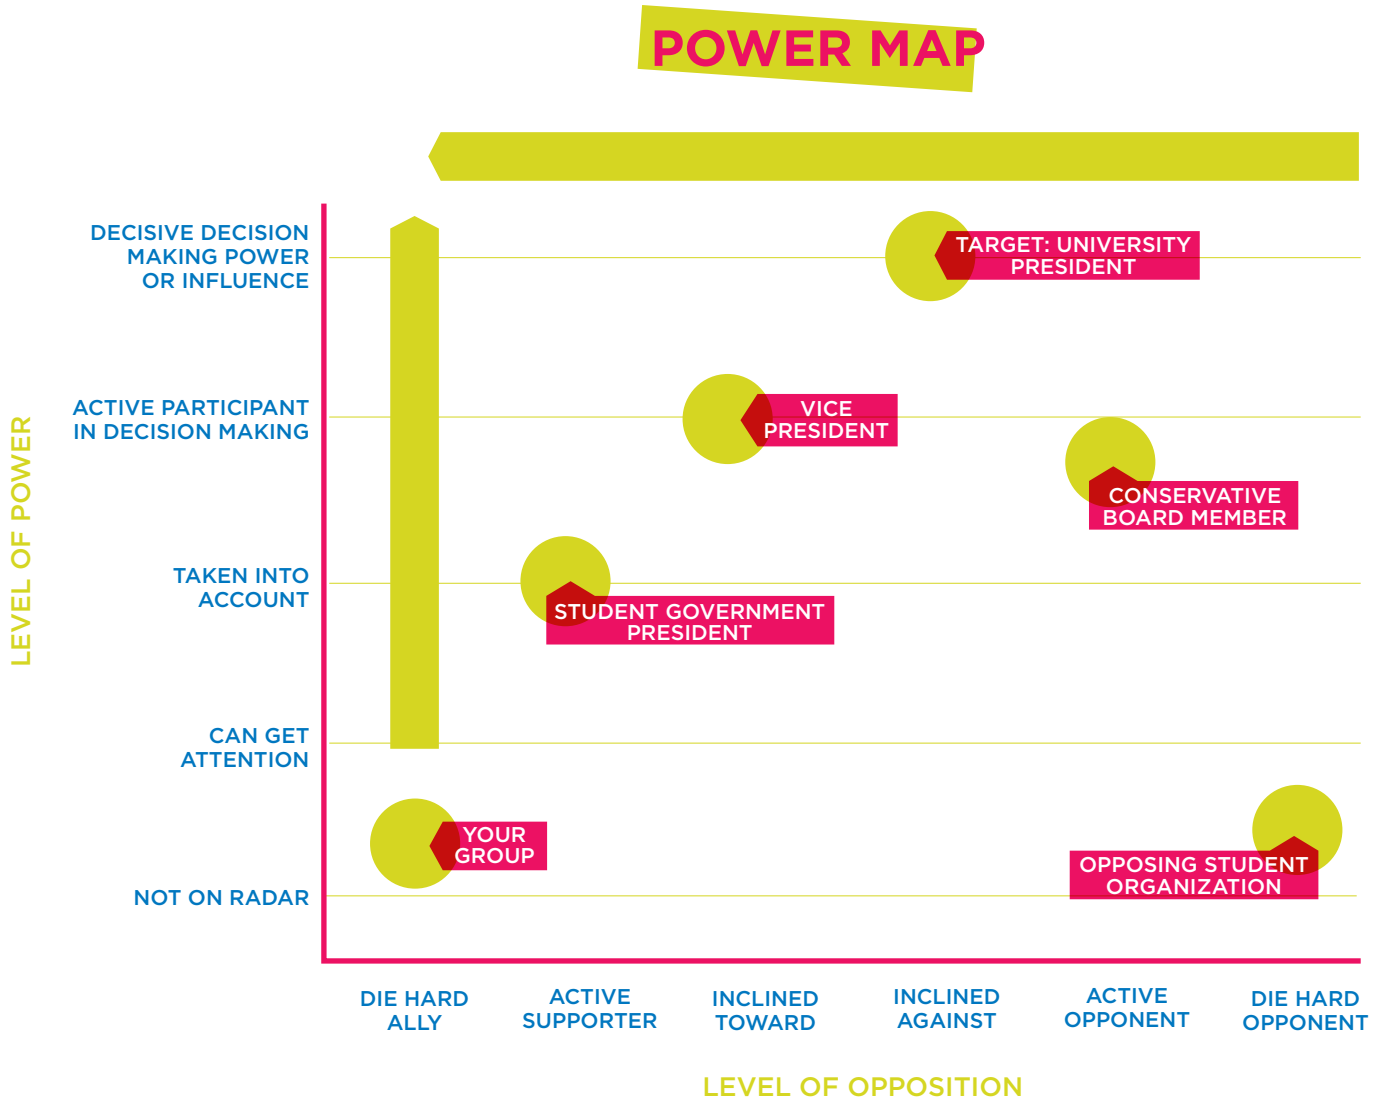 POWER MAP
DECISIVE DECISION
MAKING POWER
OR INFLUENCE
TARGET: UNIVERSITY
PRESIDENT
ACTIVE PARTICIPANT
IN DECISION MAKING
VICE
PRESIDENT
CONSERVATIVE
BOARD MEMBER
LEVEL OF POWER
TAKEN INTO
ACCOUNT
STUDENT GOVERNMENT
PRESIDENT
CAN GET
ATTENTION
YOUR
GROUP
OPPOSING STUDENT
ORGANIZATION
NOT ON RADAR
DIE HARD
ALLY
ACTIVE
SUPPORTER
INCLINED
TOWARD
INCLINED
AGAINST
ACTIVE
OPPONENT
DIE HARD
OPPONENT
LEVEL OF OPPOSITION